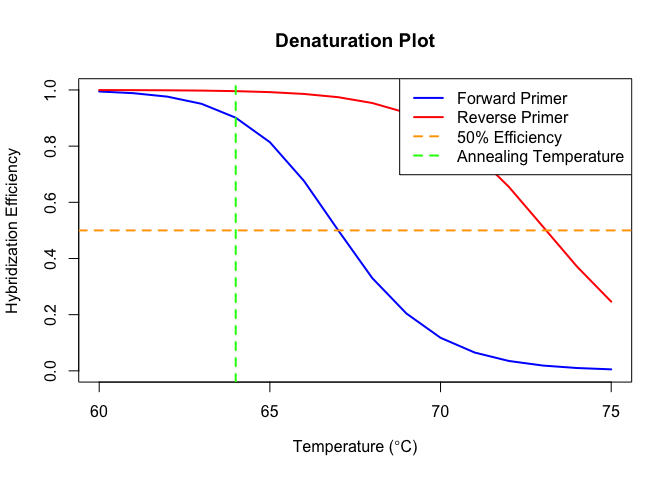 Denaturation Plot
Forward Primer
Reverse Primer
50% Efficiency
Annealing Temperature
Hybridization Efficiency
1.0
0.8
0.6
0.4
0.2
0.0
60
65
70
75
Temperature (°C)